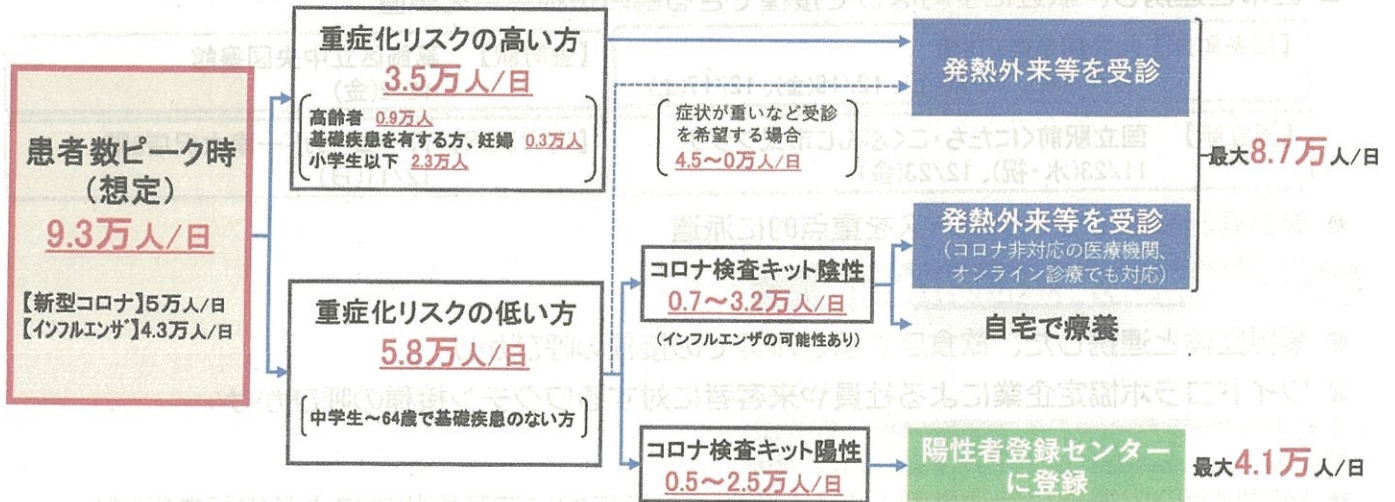 患者数ピーク時
(想定)
9.3万人/日
【新型コロナ】5万人/日
【インフルエンザ】4.3万人/日
重症化リスクの高い方
3.5万人/日
高齢者 0.9万人
基礎疾患を有する方、妊婦 0.3万人
小学生以下 2.3万人
症状が重いなど受診
を希望する場合
4.5~0万人/日
発熱外来等を受診
最大8.7万人/日
重症化リスクの低い方
5.8万人/日
中学生~64歳で基礎疾患のない方
コロナ検査キット陰性
0.7~3.2万人/日
(インフルエンザの可能性あり)
発熱外来等を受診
(コロナ非対応の医療機関、
オンライン診療でも対応)
自宅で療養
コロナ検査キット陽性
0.5~2.5万人/日
陽性者登録センター
に登録
最大4.1万人/日